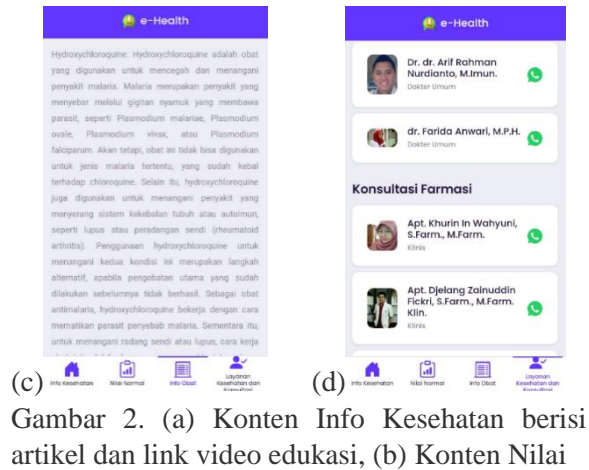 e-Health
Hydroxychloroquine: Hydroxychloroquine adalah obat
yang digunakan untuk mencegah dan menangani
penyakit malaria. Malaria merupakan penyakit yang
menyebar melalui gigitan nyamuk yang membawa
parasit, seperti Plasmodium malariae, Plasmodium
ovale, Plasmodium vivax, atau Plasmodium
falciparum. Akan tetapi, obat ini tidak bisa digunakan
untuk jenis malaria tertentu, yang sudah kebal
terhadap chloroquine. Selain itu, hydroxychloroquine
juga digunakan untuk menangani penyakit yang
menyerang sistem kekebalan tubuh atau autoimun,
seperti lupus atau peradangan sendi (rheumatoid
arthritis). Penggunaan hydroxychloroquine untuk
menangani kedua kondisi ini merupakan langkah
alternatif, apabila pengobatan utama yang sudah
dilakukan sebelumnya tidak berhasil. Sebagai obat
antimalaria, hydroxychloroquine bekerja dengan cara
mematikan parasit penyebab malaria. Sementara itu,
untuk menangani radang sendi atau lupus, cara kerja
Info Kesehatan
Nilai Normal
Info Obat
Layanan
Kesehatan dan
(c)
e-Health
Dr. dr. Arif Rahman
Nurdianto, M.Imun.
Dokter Umum
dr. Farida Anwari, M.P.H.
Dokter Umum
Konsultasi Farmasi
Apt. Khurin In Wahyuni,
S.Farm., M.Farm.
Klinis
Apt. Djelang Zainuddin
Fickri, S.Farm., M.Farm.
Klin.
Klinis
Info Kesehatan
Nilai Normal
Info Obat
Layanan
Kesehatan dan
(d)
Gambar 2. (a) Konten Info Kesehatan berisi
artikel dan link video edukasi, (b) Konten Nilai